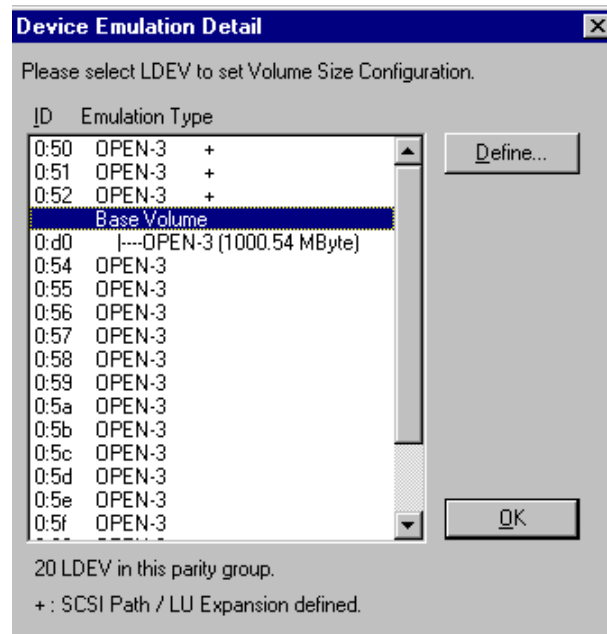 Device Emulation Detail
Please select LDEV to set Volume Size Configuration.
ID Emulation Type
0:50 OPEN-3 +
0:51 OPEN-3 +
0:52 OPEN-3 +
Base Volume
0:d0 |----OPEN-3 (1000.54 MByte)
0:54 OPEN-3
0:55 OPEN-3
0:56 OPEN-3
0:57 OPEN-3
0:58 OPEN-3
0:59 OPEN-3
0:5a OPEN-3
0:5b OPEN-3
0:5c OPEN-3
0:5d OPEN-3
0:5e OPEN-3
0:5f OPEN-3
Define...
OK
20 LDEV in this parity group.
+ : SCSI Path / LU Expansion defined.